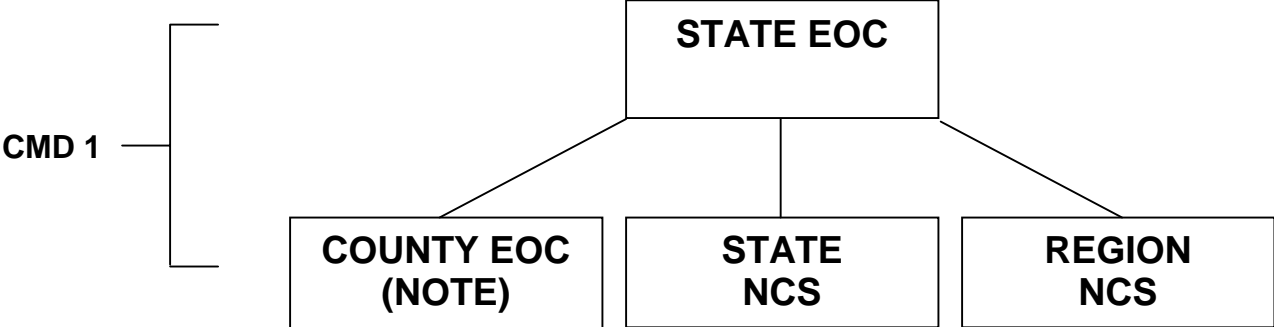 STATE EOC
CMD 1
COUNTY EOC
(NOTE)
STATE
NCS
REGION
NCS